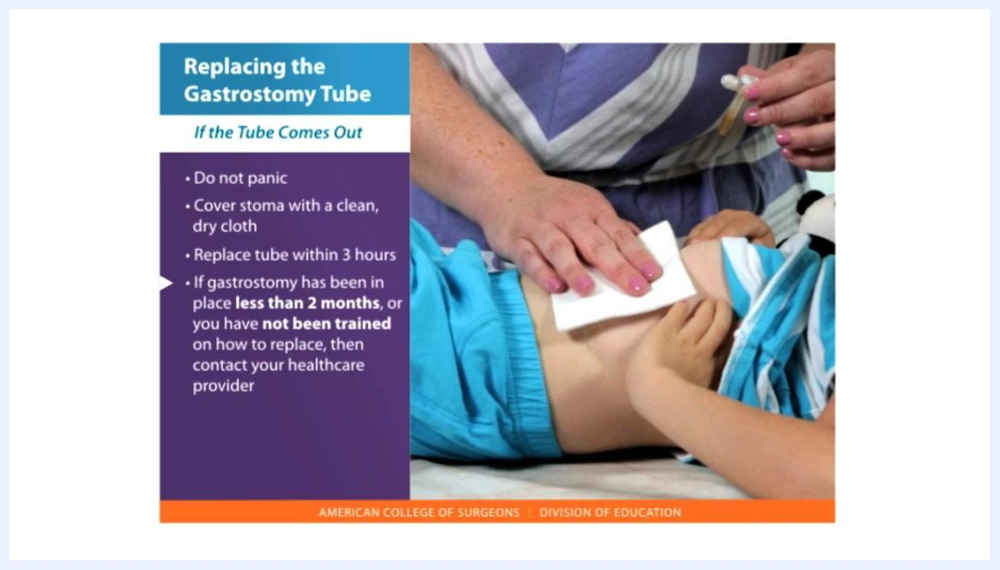 Replacing the
Gastrostomy Tube
If the Tube Comes Out
• Do not panic
• Cover stoma with a clean,
dry cloth
• Replace tube within 3 hours
• If gastrostomy has been in
place less than 2 months, or
you have not been trained
on how to replace, then
contact your healthcare
provider
AMERICAN COLLEGE OF SURGEONS | DIVISION OF EDUCATION